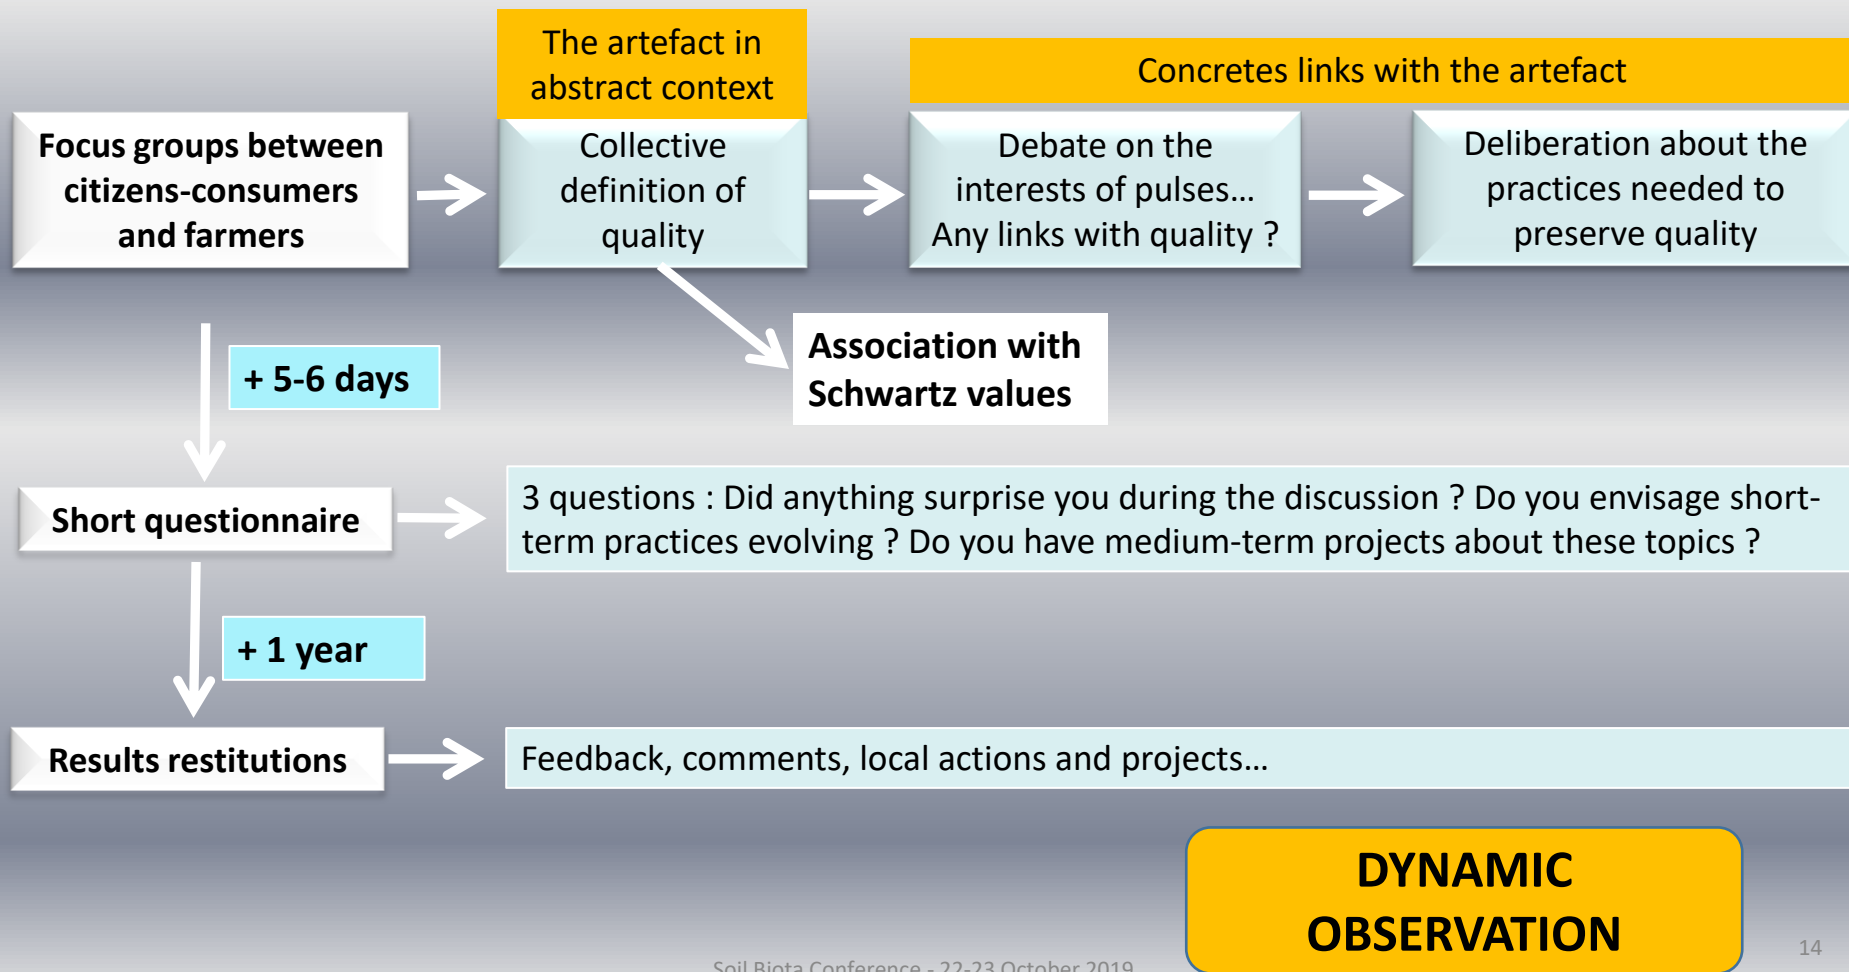 The artefact in
abstract context
Concretes links with the artefact
Focus groups between
citizens-consumers
and farmers
Collective
definition of
quality
Debate on the
interests of pulses...
Any links with quality ?
Deliberation about the
practices needed to
preserve quality
Association with
Schwartz values
+ 5-6 days
Short questionnaire
3 questions : Did anything surprise you during the discussion ? Do you envisage short-
term practices evolving ? Do you have medium-term projects about these topics ?
+ 1 year
Results restitutions
Feedback, comments, local actions and projects...
DYNAMIC
OBSERVATION
Soil Biota Conference - 22-23 October 2019
14